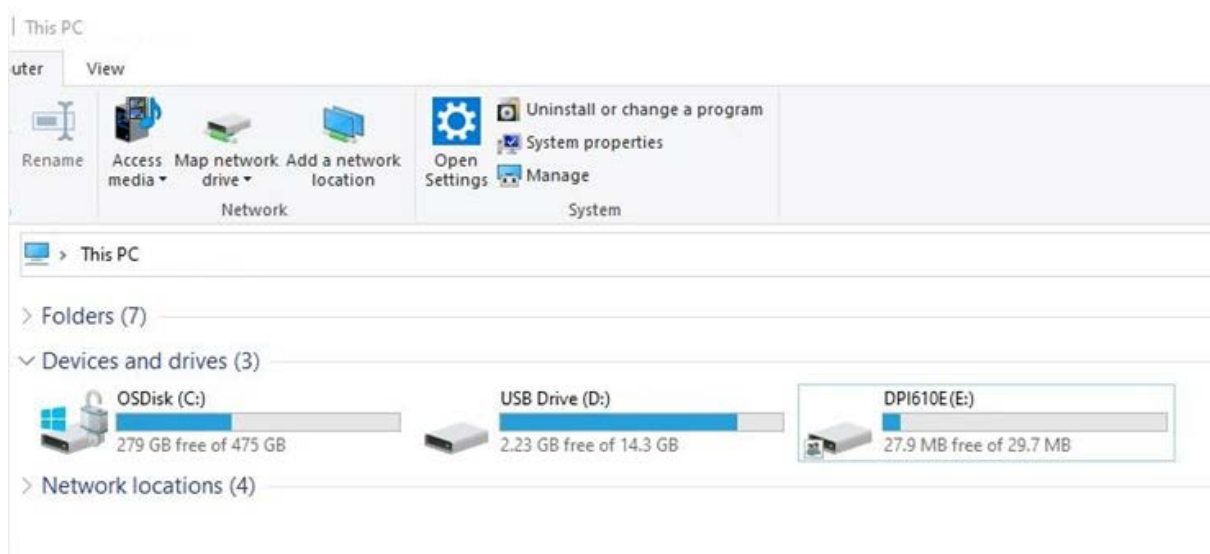 | This PC
uter View
Rename
Access media
Map network drive
Add a network location
Network
Open Settings
Uninstall or change a program
System properties
Manage
System
> This PC
Folders (7)
Devices and drives (3)
OSDisk (C:)
279 GB free of 475 GB
USB Drive (D:)
2.23 GB free of 14.3 GB
DPI610E(E:)
27.9 MB free of 29.7 MB
Network locations (4)